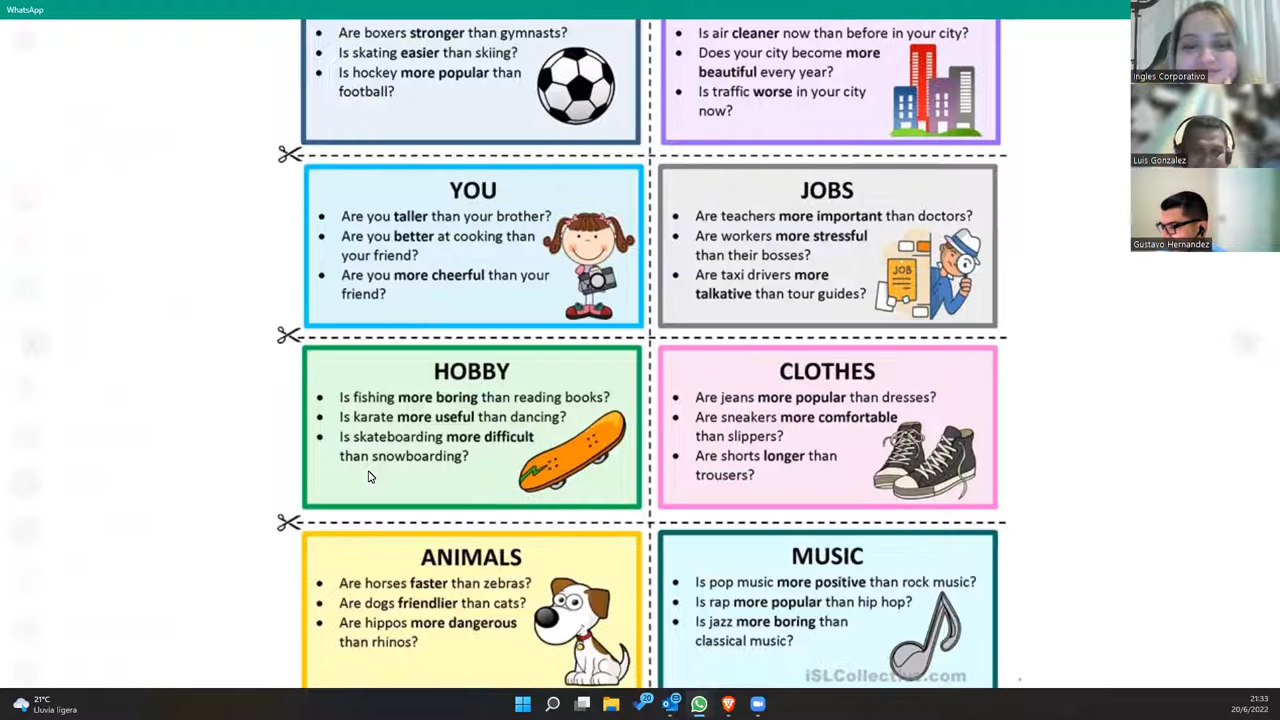 WhatsApp
Are boxers stronger than gymnasts?
Is skating easier than skiing?
Is hockey more popular than
football?
Is air cleaner now than before in your city?
Does your city become more
beautiful every year?
Is traffic worse in your city
now?
YOU
Are you taller than your brother?
Are you better at cooking than
your friend?
Are you more cheerful than your
friend?
JOBS
Are teachers more important than doctors?
Are workers more stressful
than their bosses?
Are taxi drivers more
talkative than tour guides?
JOB
HOBBY
Is fishing more boring than reading books?
Is karate more useful than dancing?
Is skateboarding more difficult
than snowboarding?
CLOTHES
Are jeans more popular than dresses?
Are sneakers more comfortable
than slippers?
Are shorts longer than
trousers?
ANIMALS
Are horses faster than zebras?
Are dogs friendlier than cats?
Are hippos more dangerous
than rhinos?
MUSIC
Is pop music more positive than rock music?
Is rap more popular than hip hop?
Is jazz more boring than
classical music?
iSLCollective.com
Ingles Corporativo
Luis Gonzalez
Gustavo Hernandez
21°C
Lluvia ligera
20
21:33
20/6/2022